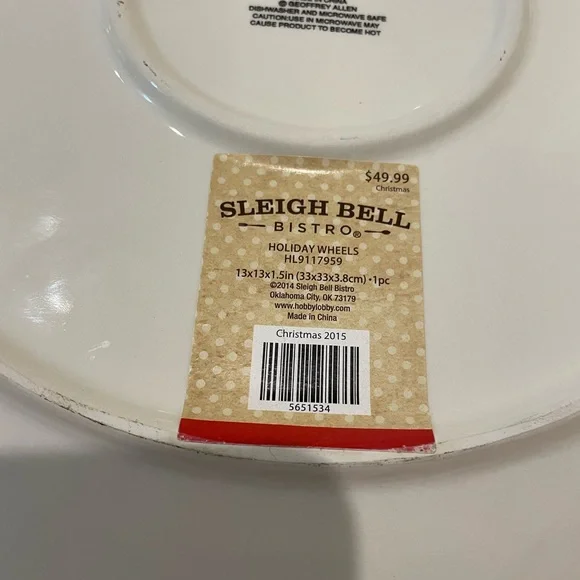 IN CHINA
© GEOFFREY ALLEN
DISHWASHER AND MICROWAVE SAFE
CAUTION:USE IN MICROWAVE MAY
CAUSE PRODUCT TO BECOME HOT
$49.99
Christmas
SLEIGH BELL
BISTRO®
HOLIDAY WHEELS
HL9117959
13x13x1.5in (33x33x3.8cm) -1pc
©2014 Sleigh Bell Bistro
Oklahoma City, OK 73179
www.hobbylobby.com
Made in China
Christmas 2015
5651534